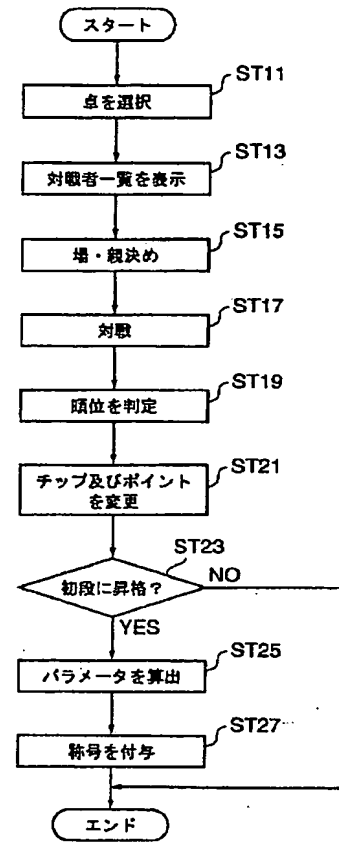 スタート
ST11
卓を選択
ST13
対戦者一覧を表示
ST15
場・親決め
ST17
対戦
ST19
順位を判定
ST21
チップ及びポイント
を変更
ST23
初段に昇格？
NO
YES
ST25
パラメータを算出
ST27
称号を付与
エンド